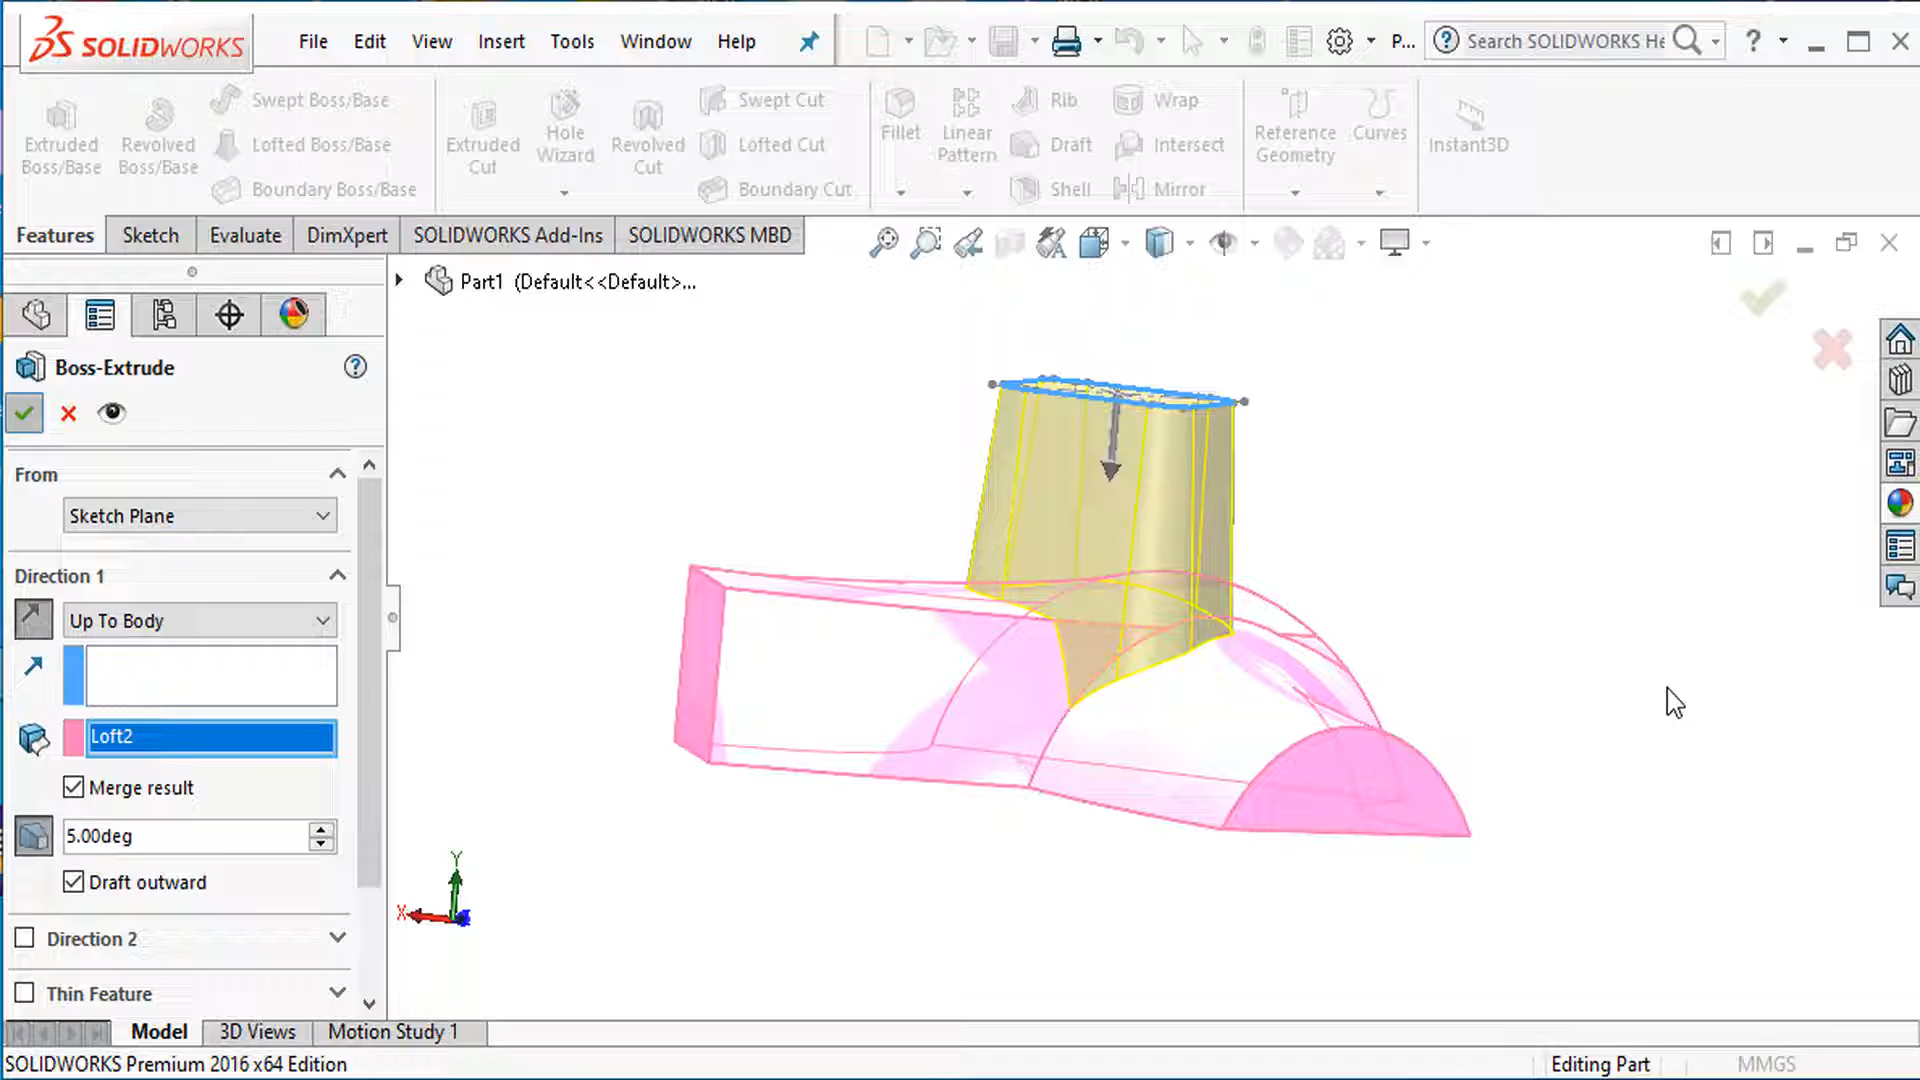 SOLIDWORKS File Edit View Insert Tools Window Help P... Search SOLIDWORKS He ?
Extruded Boss/Base
Revolved Boss/Base
Swept Boss/Base
Lofted Boss/Base
Boundary Boss/Base
Extruded Cut
Hole Wizard
Revolved Cut
Swept Cut
Lofted Cut
Boundary Cut
Fillet
Linear Pattern
Rib
Draft
Shell
Wrap
Intersect
Mirror
Reference Geometry
Curves
Instant3D
Features Sketch Evaluate DimXpert SOLIDWORKS Add-Ins SOLIDWORKS MBD
Part1 (Default<<Default>...
Boss-Extrude
From
Sketch Plane
Direction 1
Up To Body
Loft2
Merge result
5.00deg
Draft outward
Direction 2
Thin Feature
Y
X
Model 3D Views Motion Study 1
SOLIDWORKS Premium 2016 x64 Edition Editing Part MMGS